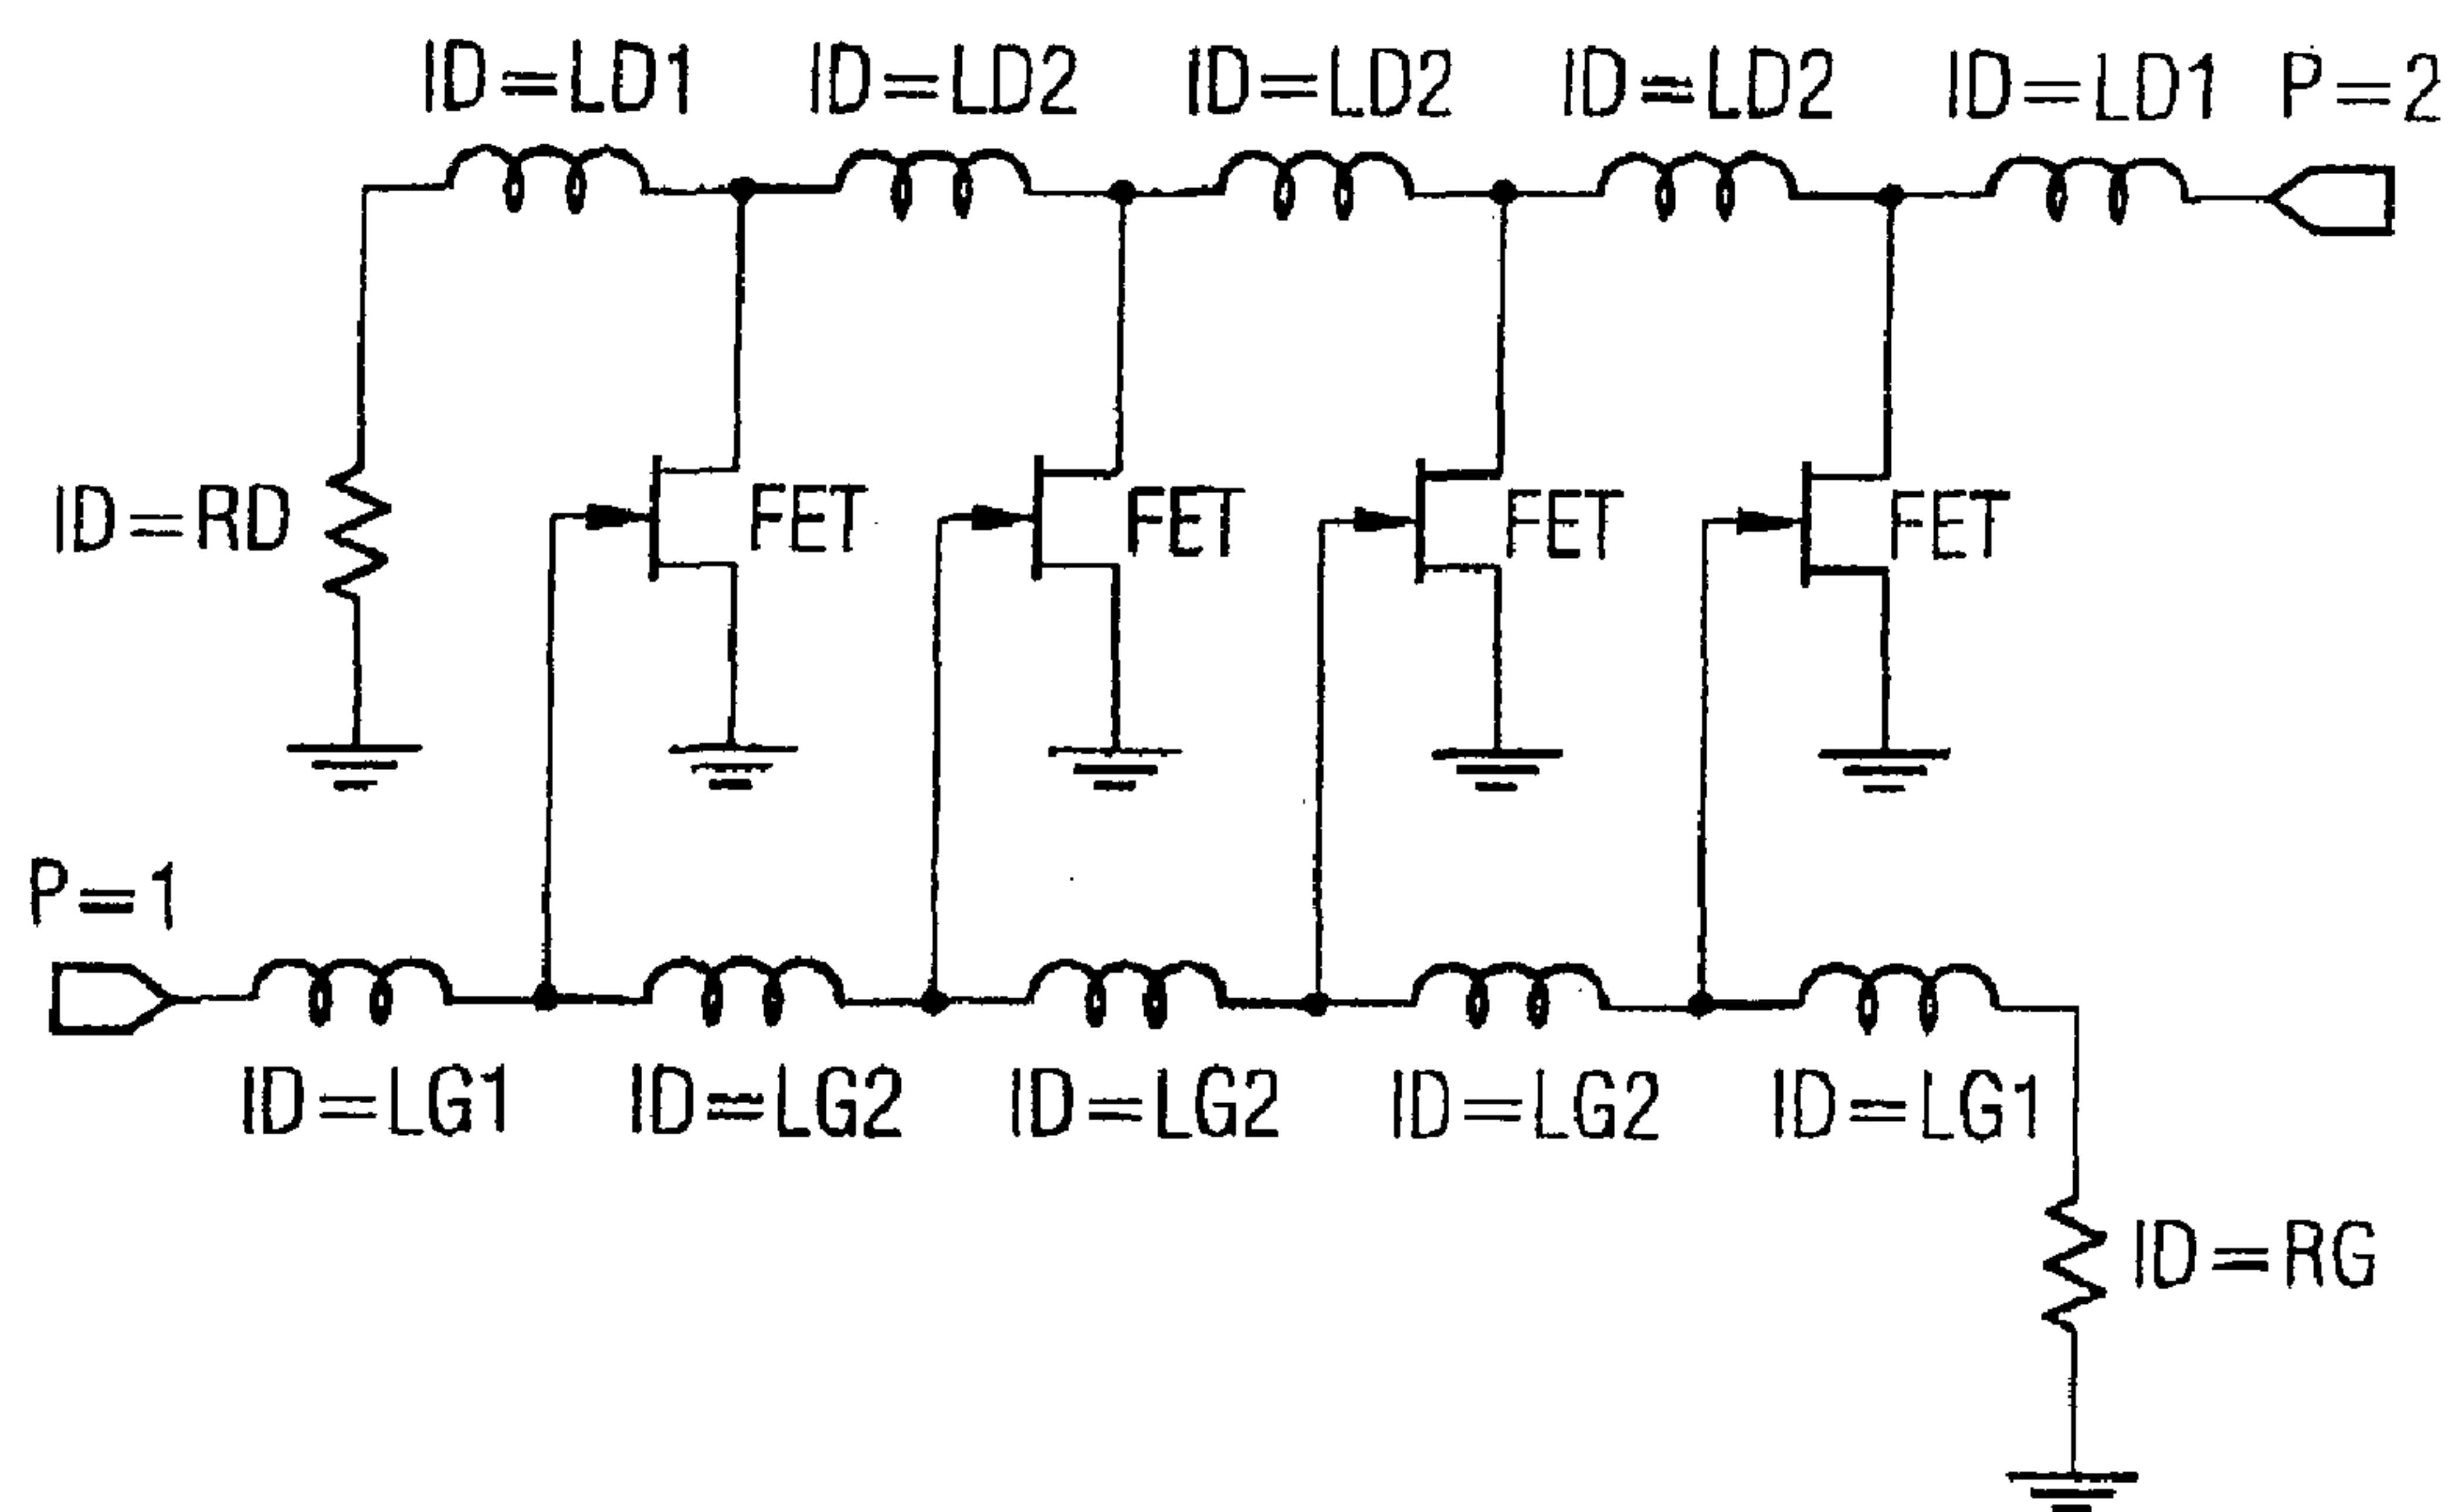 ID=LD1 ID=LD2 ID=LD2 ID=LD2 ID=LD1 P=2
ID=RD FET FET FET FET
P=1
ID=LG1 ID=LG2 ID=LG2 ID=LG2 ID=LG1
ID=RG